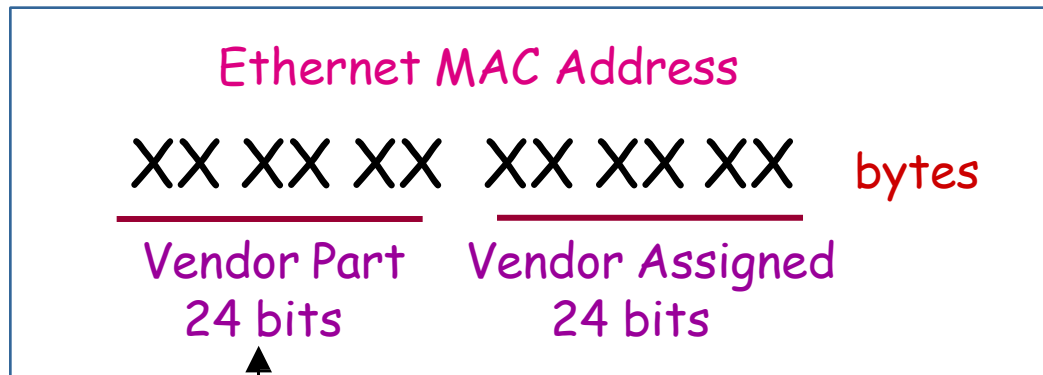 Ethernet MAC Address
XX XX XX XX XX XX bytes
Vendor Part Vendor Assigned
24 bits 24 bits